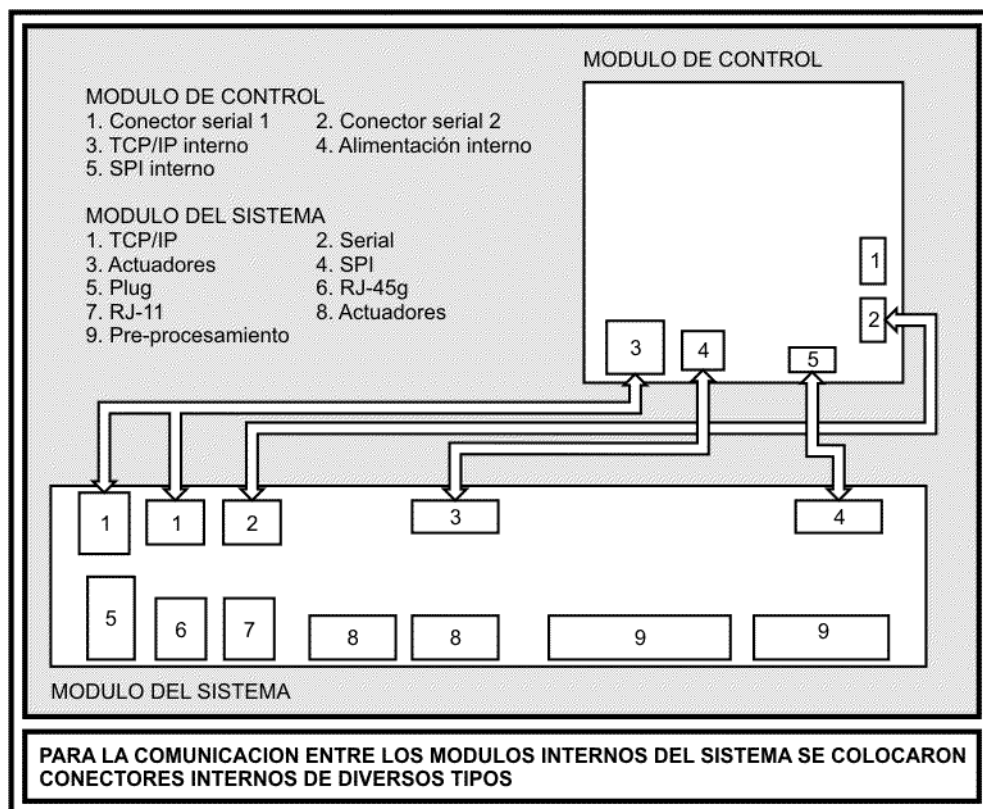 MODULO DE CONTROL
MODULO DE CONTROL
1. Conector serial 1 2. Conector serial 2
3. TCP/IP interno 4. Alimentación interno
5. SPI interno
MODULO DEL SISTEMA
1. TCP/IP 2. Serial
3. Actuadores 4. SPI
5. Plug 6. RJ-45g
7. RJ-11 8. Actuadores
9. Pre-procesamiento
1
2
3 4 5
1 1 2 3 4
5 6 7 8 8 9 9
MODULO DEL SISTEMA
PARA LA COMUNICACION ENTRE LOS MODULOS INTERNOS DEL SISTEMA SE COLOCARON
CONECTORES INTERNOS DE DIVERSOS TIPOS